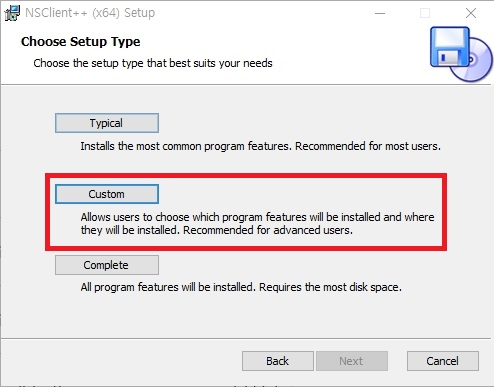 NSClient++ (x64) Setup
Choose Setup Type
Choose the setup type that best suits your needs
Typical
Installs the most common program features. Recommended for most users.
Custom
Allows users to choose which program features will be installed and where
they will be installed. Recommended for advanced users.
Complete
All program features will be installed. Requires the most disk space.
Back
Next
Cancel